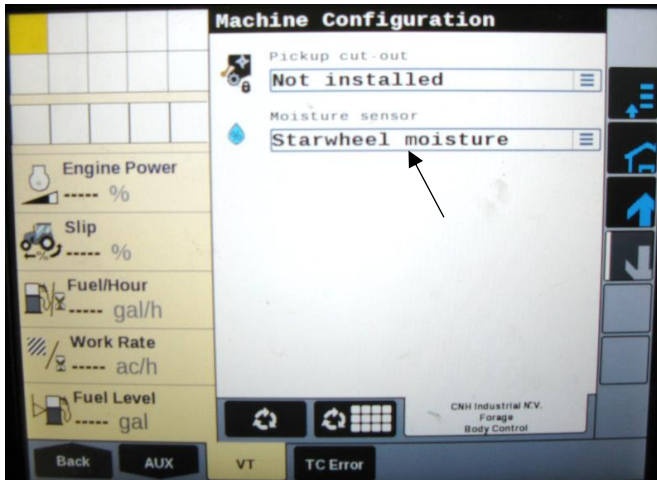 Machine Configuration
Pickup cut-out
Not installed
Moisture sensor
Starwheel moisture
Engine Power
----- %
Slip
----- %
Fuel/Hour
----- gal/h
Work Rate
----- ac/h
Fuel Level
----- gal
CNH Industrial N.V.
Forage
Body Control
Back
AUX
VT
TC Error